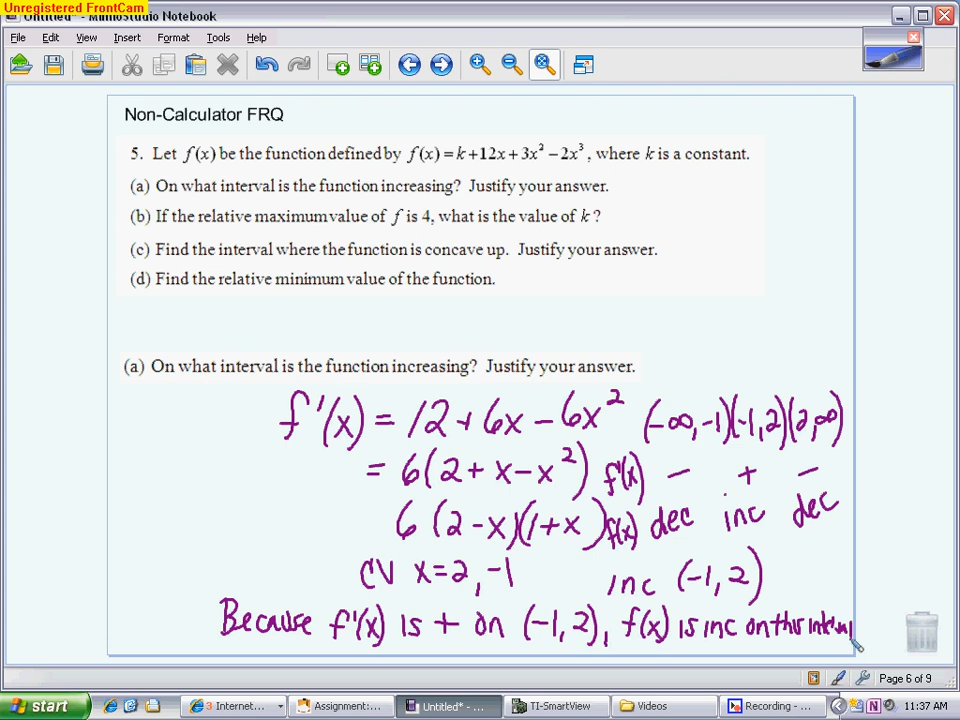 Unregistered FrontCam
Untitled* - MimioStudio Notebook
File Edit View Insert Format Tools Help
Non-Calculator FRQ
5. Let f(x) be the function defined by f(x) = k +12x + 3x² − 2x³, where k is a constant.
(a) On what interval is the function increasing? Justify your answer.
(b) If the relative maximum value of f is 4, what is the value of k ?
(c) Find the interval where the function is concave up. Justify your answer.
(d) Find the relative minimum value of the function.
(a) On what interval is the function increasing? Justify your answer.
f'(x) = 12 + 6x − 6x² (−∞, −1)(−1, 2)(2, ∞)
= 6(2 + x − x²) f'(x) − + −
6(2 − x)(1 + x) f(x) dec inc dec
CV x = 2, −1 inc (−1, 2)
Because f'(x) is + on (−1, 2), f(x) is inc on this interval
Page 6 of 9
start 3 Internet... Assignment:... Untitled* - ... TI-SmartView Videos Recording - ... 11:37 AM